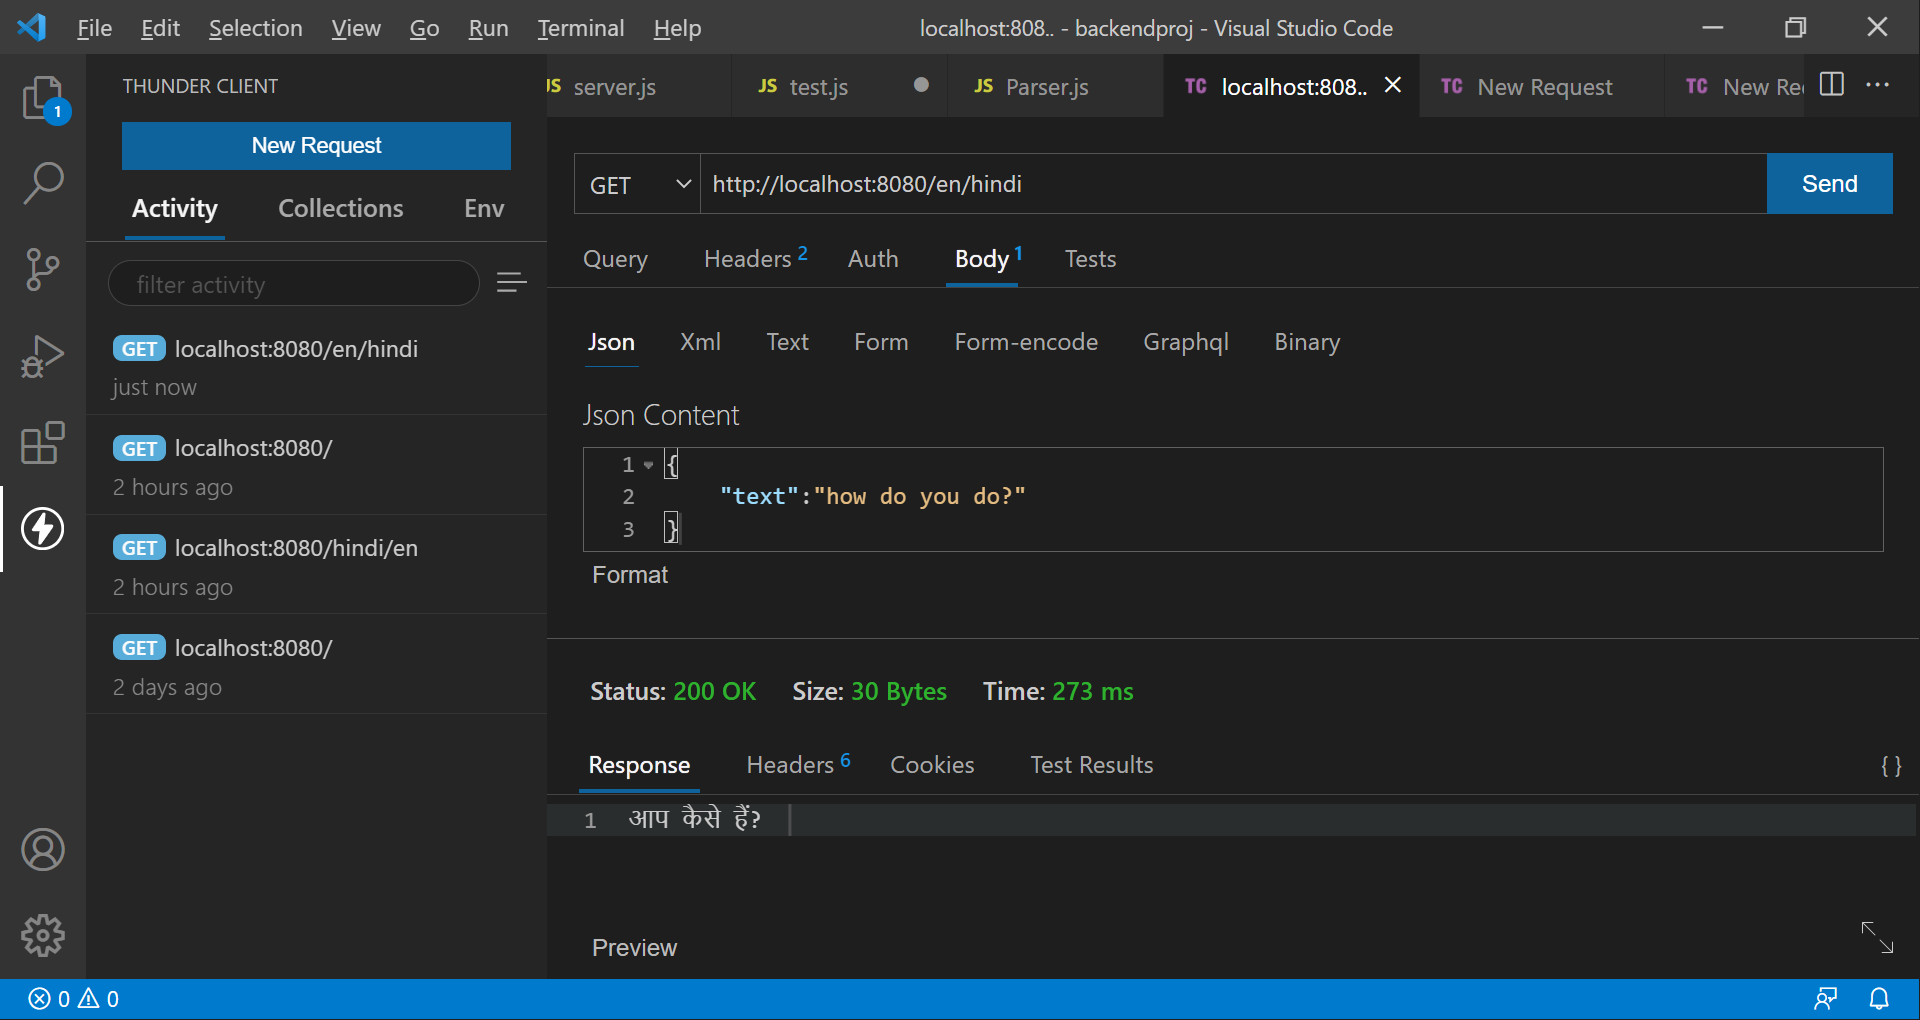 File Edit Selection View Go Run Terminal Help localhost:808.. - backendproj - Visual Studio Code
THUNDER CLIENT
1
New Request
Activity Collections Env
filter activity
GET localhost:8080/en/hindi
just now
GET localhost:8080/
2 hours ago
GET localhost:8080/hindi/en
2 hours ago
GET localhost:8080/
2 days ago
JS server.js JS test.js JS Parser.js TC localhost:808.. TC New Request TC New Re
GET http://localhost:8080/en/hindi Send
Query Headers 2 Auth Body 1 Tests
Json Xml Text Form Form-encode Graphql Binary
Json Content
1 {
2 "text":"how do you do?"
3 }
Format
Status: 200 OK Size: 30 Bytes Time: 273 ms
Response Headers 6 Cookies Test Results { }
1 आप कैसे हैं?
Preview
0 0